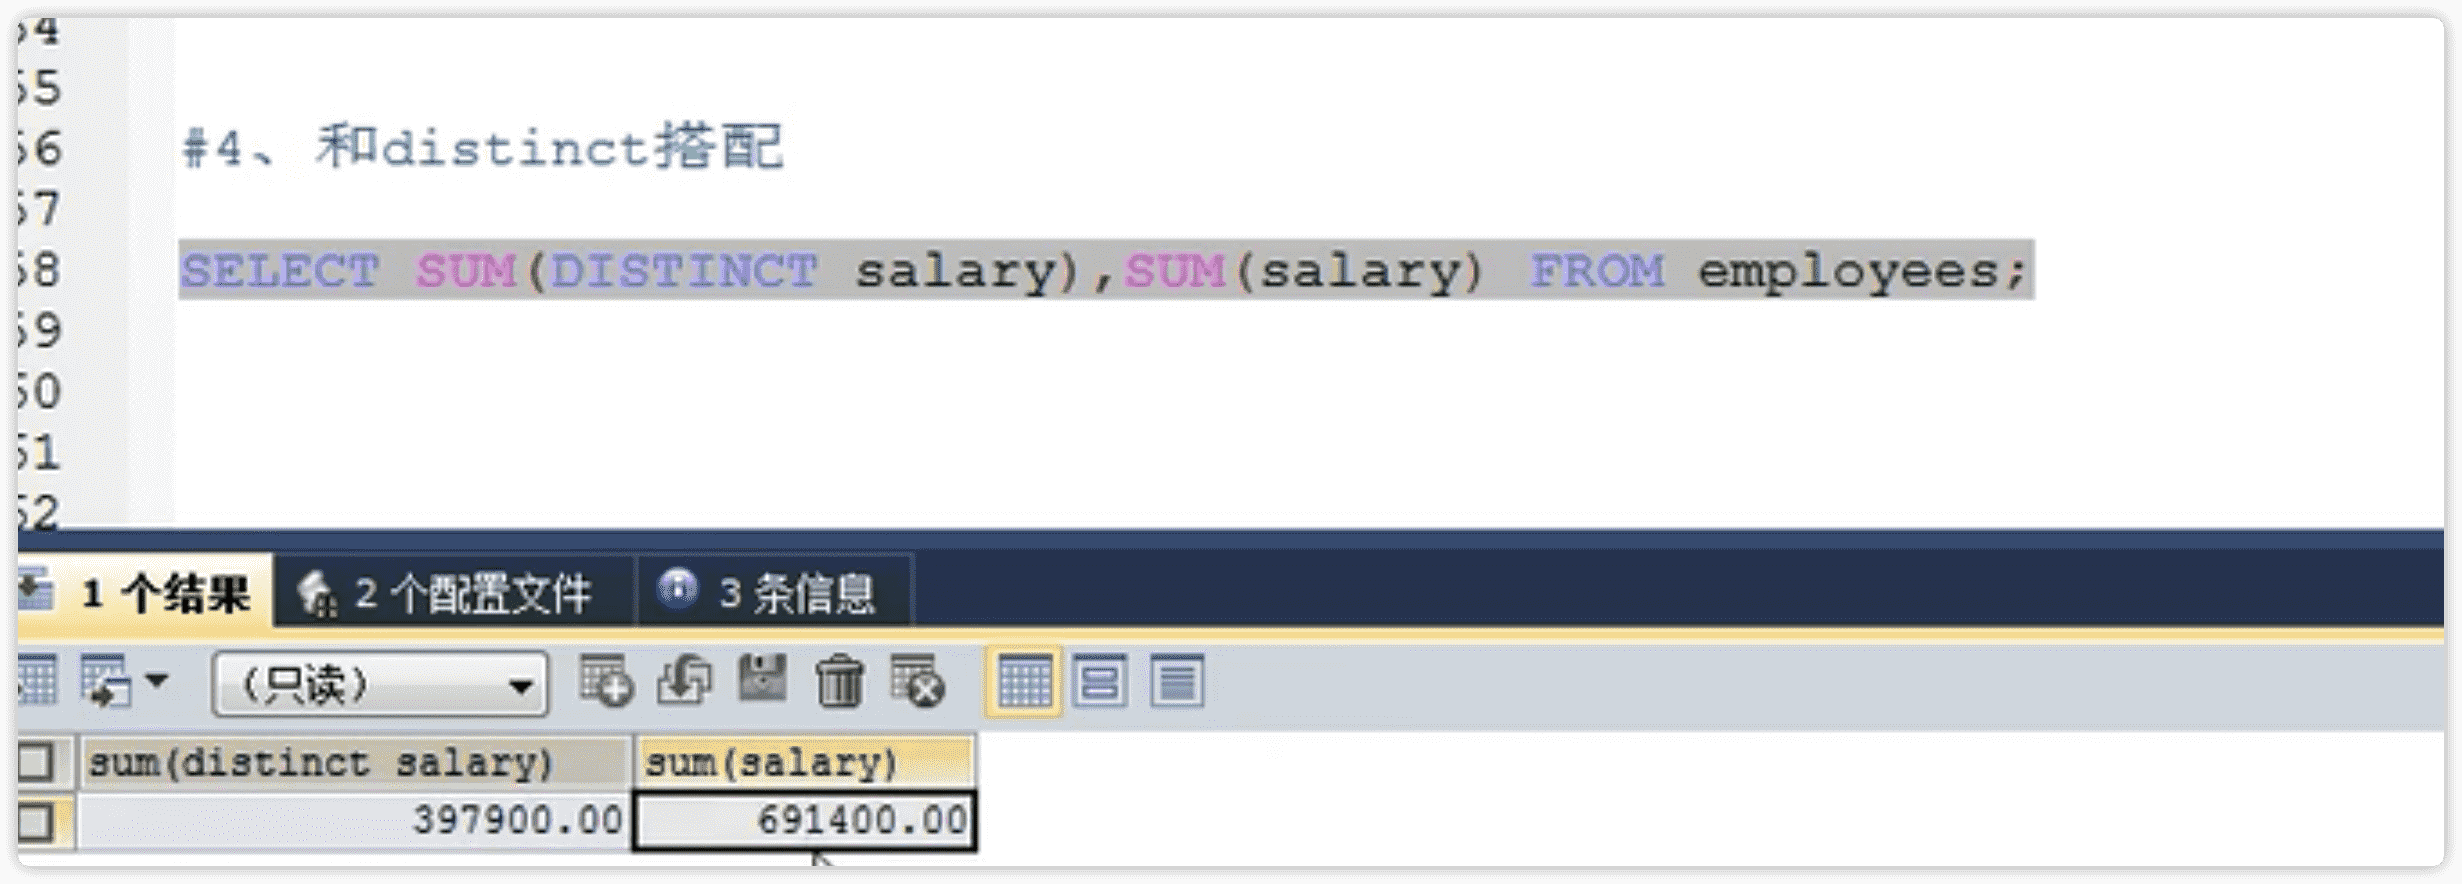 54
55
56 #4、和distinct搭配
57
58 SELECT SUM(DISTINCT salary),SUM(salary) FROM employees;
59
60
61
62
1 个结果 2 个配置文件 3 条信息
(只读)
sum(distinct salary) sum(salary)
397900.00 691400.00